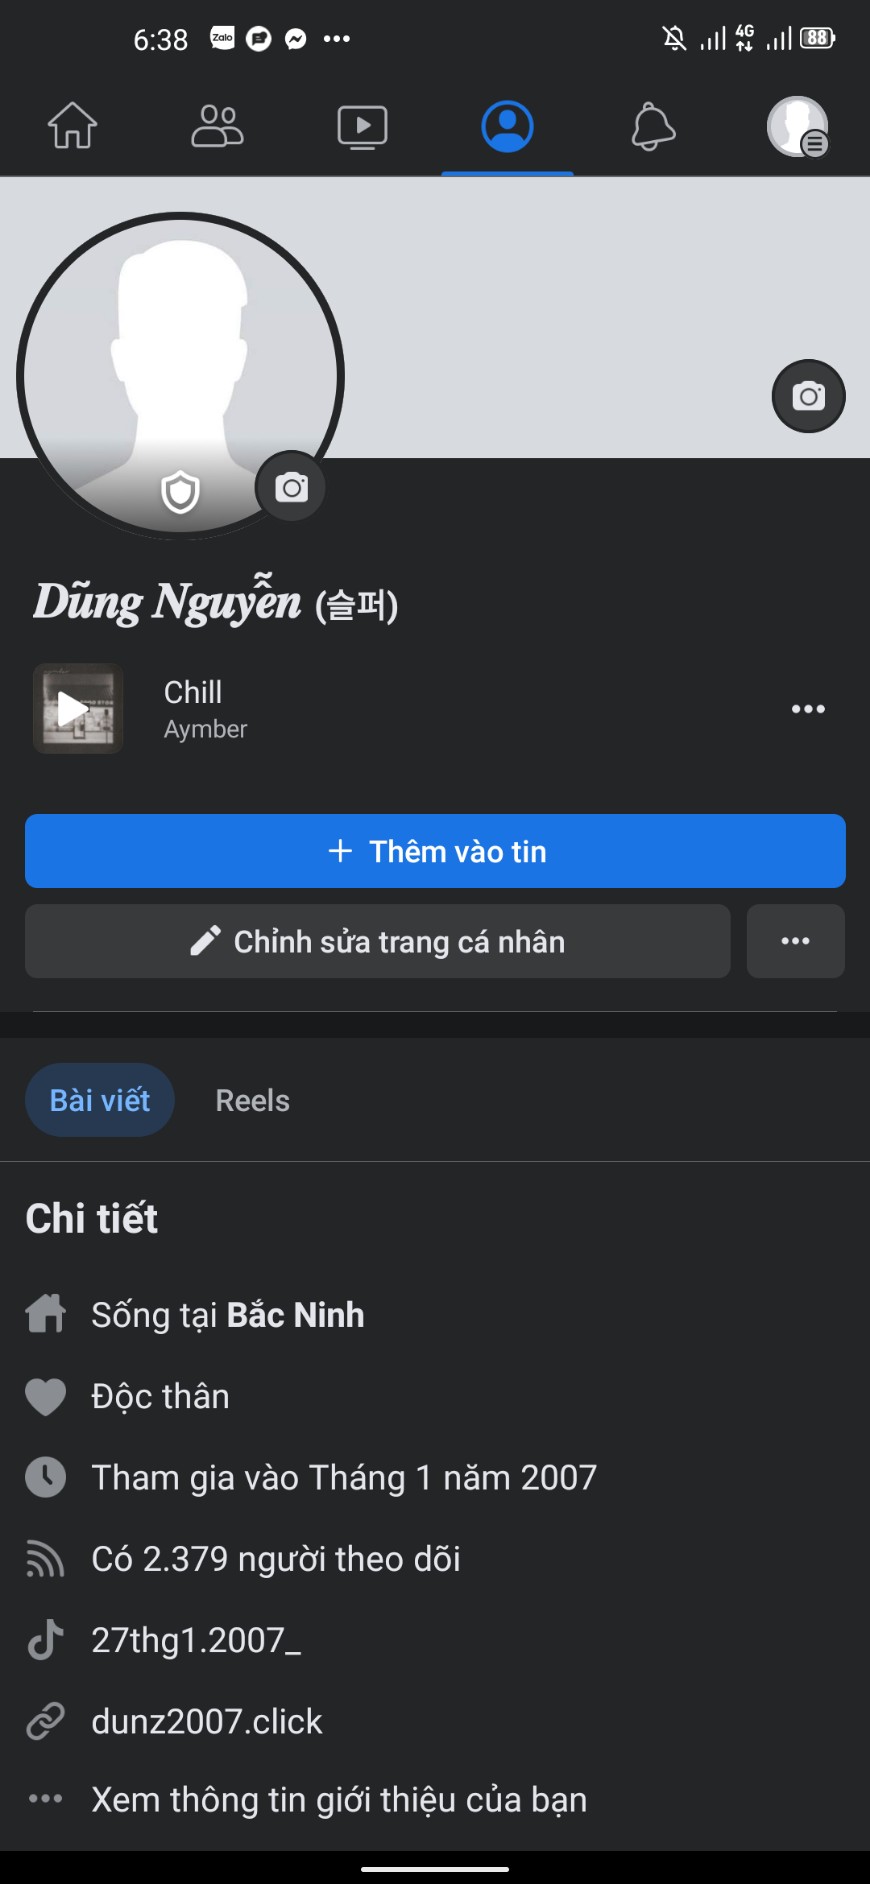 6:38 Zalo 4G 88
Dũng Nguyễn (슬퍼)
Chill
Aymber
Thêm vào tin
Chỉnh sửa trang cá nhân
Bài viết Reels
Chi tiết
Sống tại Bắc Ninh
Độc thân
Tham gia vào Tháng 1 năm 2007
Có 2.379 người theo dõi
27thg1.2007_
dunz2007.click
Xem thông tin giới thiệu của bạn